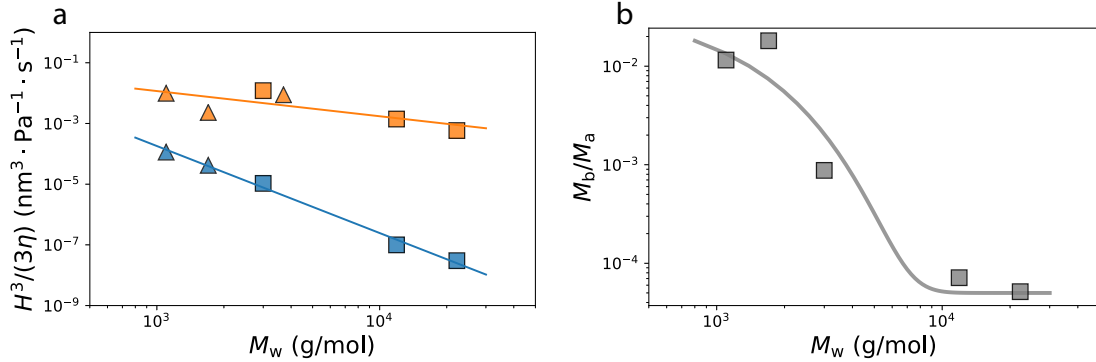 a
H³/(3η) (nm³ · Pa⁻¹ · s⁻¹)
10⁻¹
10⁻³
10⁻⁵
10⁻⁷
10⁻⁹
10³
10⁴
M_w (g/mol)
b
M_b/M_a
10⁻²
10⁻³
10⁻⁴
10³
10⁴
M_w (g/mol)